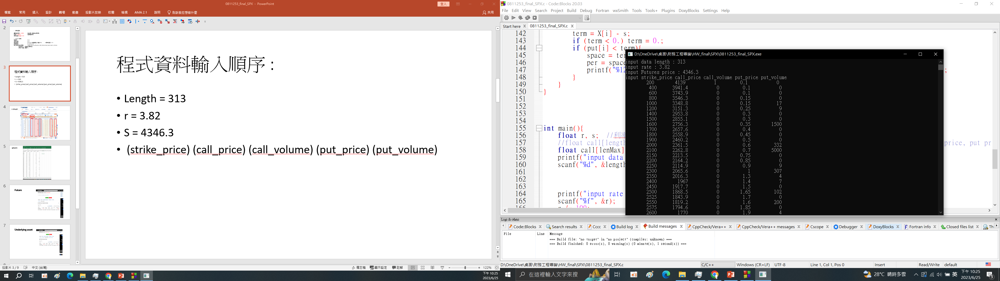 0811253_final_SPX - PowerPoint
登入
檔案 常用 插入 設計 轉場 動畫 投影片放映 校閱 檢視 AMA 2.1 說明 告訴我您想做什麼
共用
2
3
程式資料輸入順序 :
• Length = 313
• r = 3.82
• S = 4346.3
• (strike_price) (call_price) (call_volume) (put_price) (put_volume)
4
5
6
Future
7
Underlying asset
程式資料輸入順序 :
• Length = 313
• r = 3.82
• S = 4346.3
• (strike_price) (call_price) (call_volume) (put_price) (put_volume)
投影片 3 / 9 中文 (台灣)
備忘稿 顯示設定 註解 122%
下午 10:25
2023/6/25
0811253_final_SPX.c - Code::Blocks 20.03
File Edit View Search Project Build Debug Fortran wxSmith Tools Tools+ Plugins DoxyBlocks Settings Help
Start here 0811253_final_SPX.c
142 term = X[i] - s;
143 if (term < 0.) term = 0.;
144 if (put[i] < term){
145 space = ter
146 per = space
147 printf("%12
148 }
149 }
150 }
151
152
153
154
155 int main(){
156 float r, s; //利率
157 //float call[length
price, put pr
158 float call[lenMax]
159 printf("input data
160 scanf("%d", &length
161
162
163
164 printf("input rate
165 scanf("%f", &r);
D:\OneDrive\桌面\財務工程導論\HW_final\SPX\0811253_final_SPX.exe
input data length : 313
input rate : 3.82
input Futures price : 4346.3
input strike_price call_price call_volume put_price put_volume
200 4139 1 0.1 0
400 3941.4 0 0.1 0
600 3743.9 0 0.1 0
800 3546.3 0 0.15 0
1000 3348.8 0 0.15 17
1200 3151.3 0 0.25 9
1400 2953.8 0 0.3 0
1500 2855.1 0 0.3 0
1600 2756.3 0 0.35 1500
1700 2657.6 0 0.4 0
1800 2558.9 0 0.45 0
1900 2460.2 0 0.5 0
2000 2361.5 0 0.6 332
2100 2262.8 0 0.7 5000
2150 2213.5 0 0.75 0
2200 2164.2 0 0.85 0
2250 2114.9 0 0.9 9
2300 2065.6 0 1 307
2350 2016.3 0 1.3 4
2400 1967 0 1.4 7
2450 1917.7 0 1.5 0
2500 1868.5 0 1.65 102
2525 1843.9 0 1.7 0
2550 1819.2 0 1.6 200
2575 1794.6 0 1.85 0
2600 1770 0 1.9 4
Logs & others
Code::Blocks Search results Cccc Build log Build messages CppCheck/Vera++ CppCheck/Vera++ messages Cscope Debugger DoxyBlocks Fortran info Closed files list Th
File Line Message
=== Build file: "no target" in "no project" (compiler: unknown) ===
=== Build finished: 0 error(s), 0 warning(s) (0 minute(s), 1 second(s)) ===
D:\OneDrive\桌面\財務工程導論\HW_final\SPX\0811253_final_SPX.c C/C++ Windows (CR+LF) UTF-8 Line 1, Col 1, Pos 0 Insert Read/Write default
在這裡輸入文字來搜
28°C 晴時多雲 英
下午 10:25
2023/6/25
3